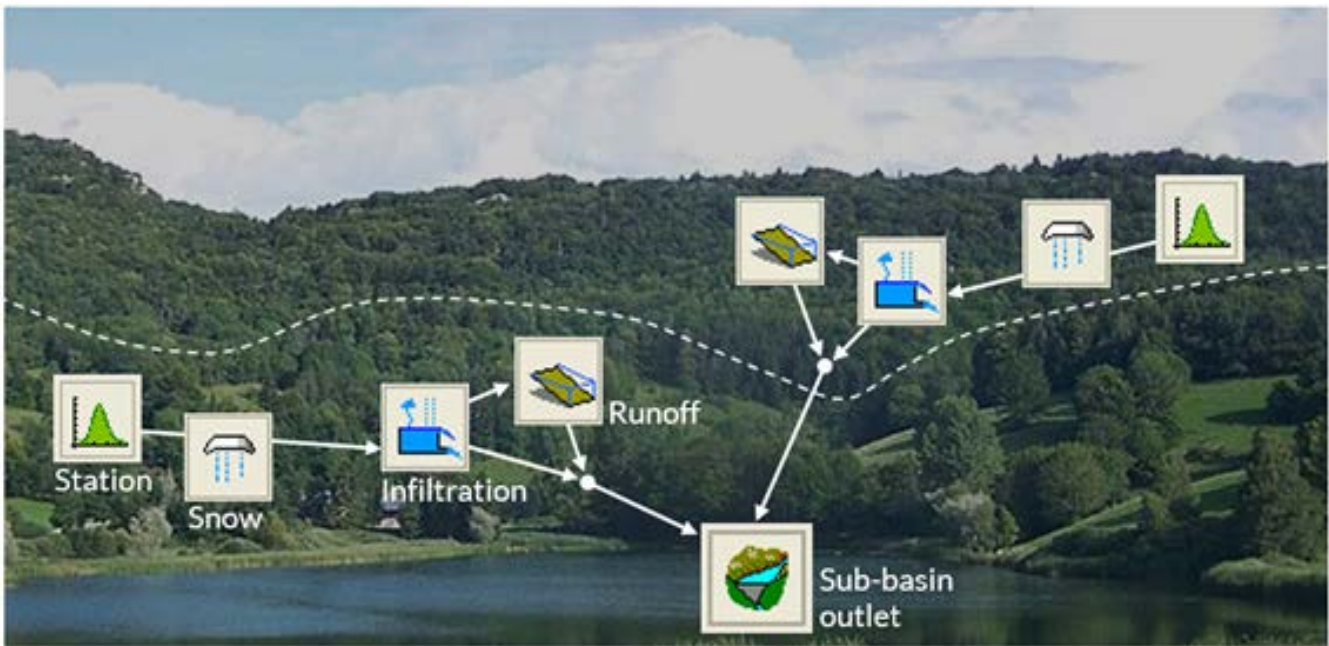 Runoff
Station
Infiltration
Snow
Sub-basin
outlet